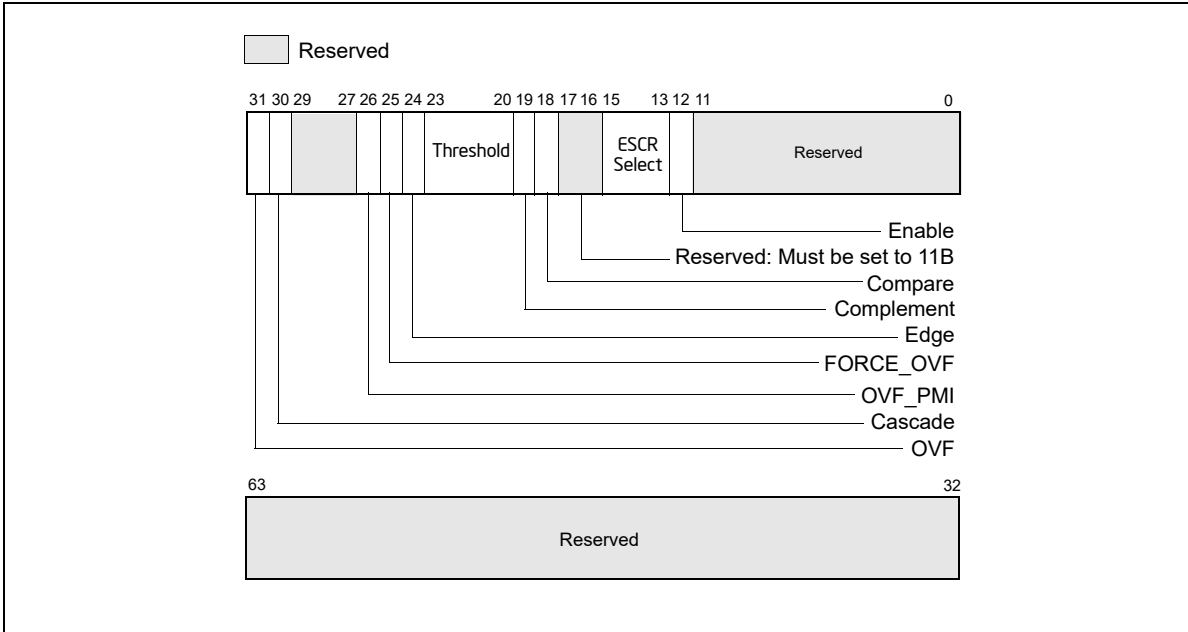 Reserved
31 30 29 27 26 25 24 23 20 19 18 17 16 15 13 12 11 0
Threshold
ESCR
Select
Reserved
Enable
Reserved: Must be set to 11B
Compare
Complement
Edge
FORCE_OVF
OVF_PMI
Cascade
OVF
63 32
Reserved